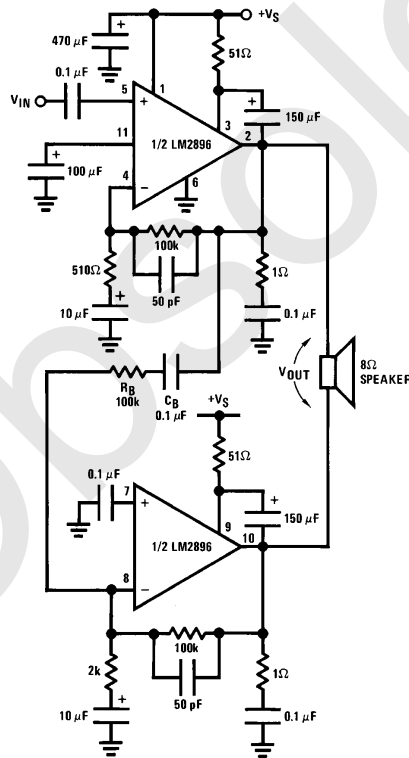 +VS
470 µF
51Ω
0.1 µF
VIN
5
+
1
+
150 µF
3
2
11
1/2 LM2896
+
100 µF
4
−
6
100k
50 pF
510Ω
+
10 µF
1Ω
0.1 µF
RB
100k
CB
0.1 µF
VOUT
8Ω
SPEAKER
+VS
51Ω
0.1 µF
7
+
+
150 µF
9
10
1/2 LM2896
8
−
100k
50 pF
2k
+
10 µF
1Ω
0.1 µF
obsole